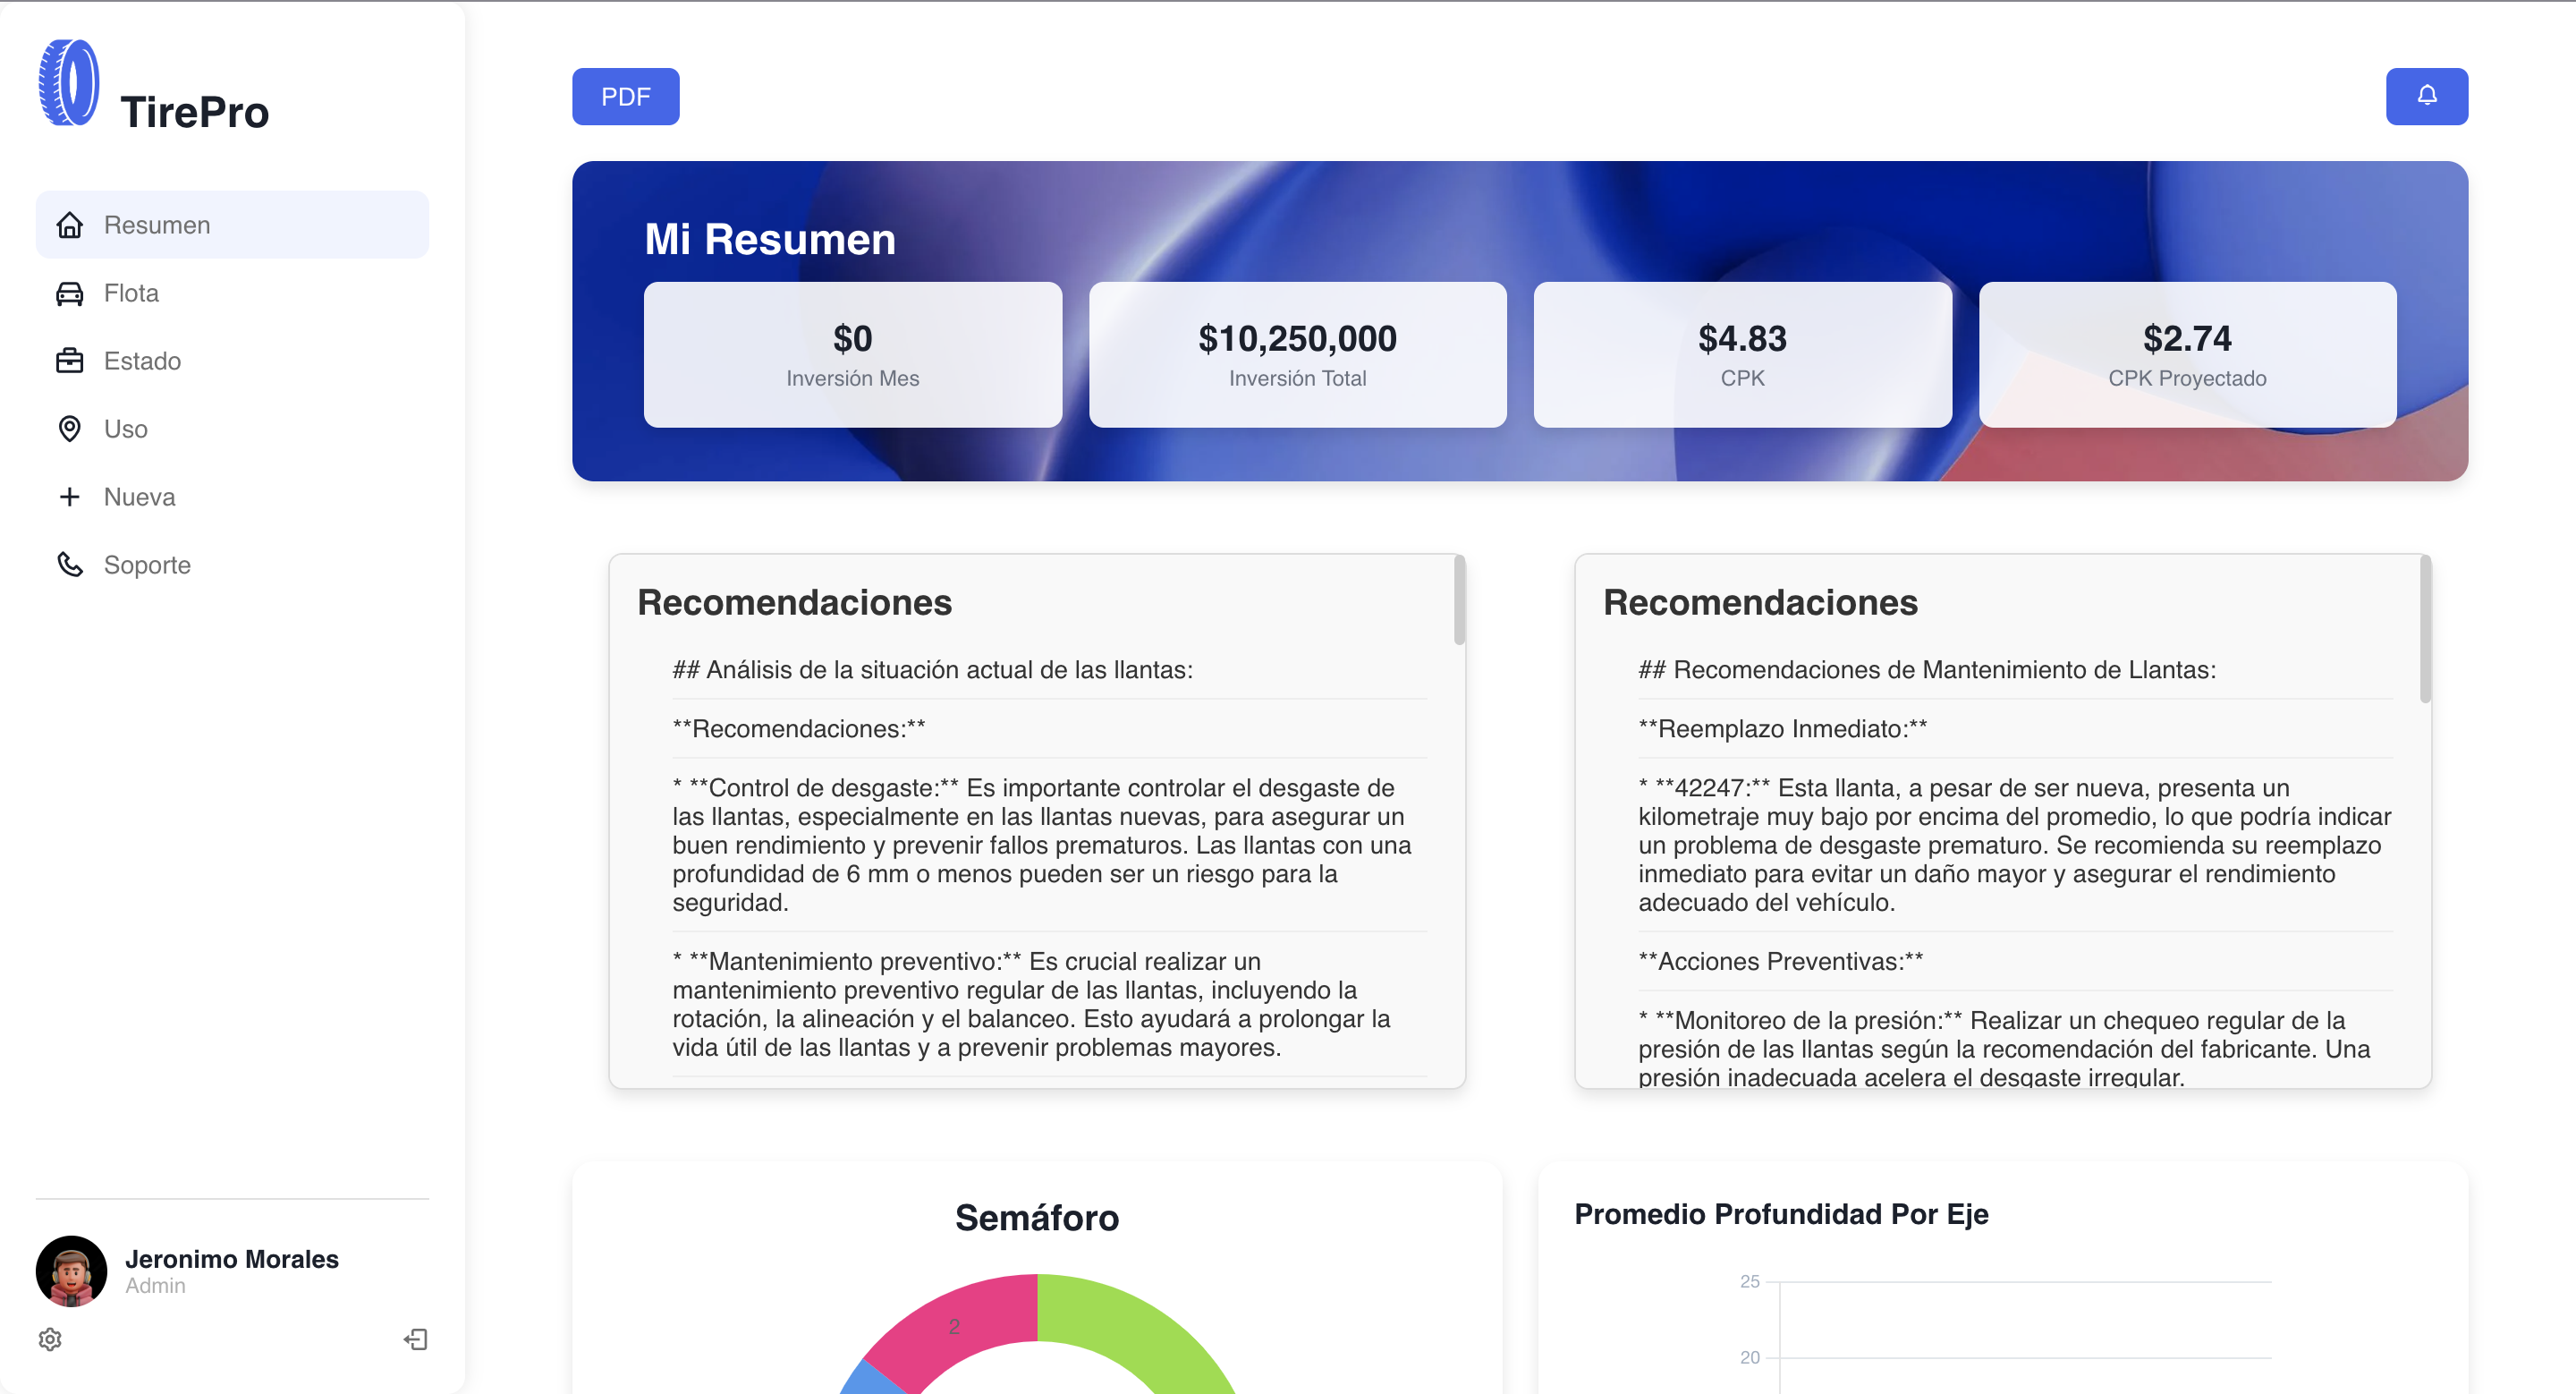 TirePro
Resumen
Flota
Estado
Uso
Nueva
Soporte
Jeronimo Morales
Admin
PDF
Mi Resumen
$0
Inversión Mes
$10,250,000
Inversión Total
$4.83
CPK
$2.74
CPK Proyectado
Recomendaciones
## Análisis de la situación actual de las llantas:
**Recomendaciones:**
* **Control de desgaste:** Es importante controlar el desgaste de
las llantas, especialmente en las llantas nuevas, para asegurar un
buen rendimiento y prevenir fallos prematuros. Las llantas con una
profundidad de 6 mm o menos pueden ser un riesgo para la
seguridad.
* **Mantenimiento preventivo:** Es crucial realizar un
mantenimiento preventivo regular de las llantas, incluyendo la
rotación, la alineación y el balanceo. Esto ayudará a prolongar la
vida útil de las llantas y a prevenir problemas mayores.
Recomendaciones
## Recomendaciones de Mantenimiento de Llantas:
**Reemplazo Inmediato:**
* **42247:** Esta llanta, a pesar de ser nueva, presenta un
kilometraje muy bajo por encima del promedio, lo que podría indicar
un problema de desgaste prematuro. Se recomienda su reemplazo
inmediato para evitar un daño mayor y asegurar el rendimiento
adecuado del vehículo.
**Acciones Preventivas:**
* **Monitoreo de la presión:** Realizar un chequeo regular de la
presión de las llantas según la recomendación del fabricante. Una
presión inadecuada acelera el desgaste irregular.
Semáforo
2
Promedio Profundidad Por Eje
25
20